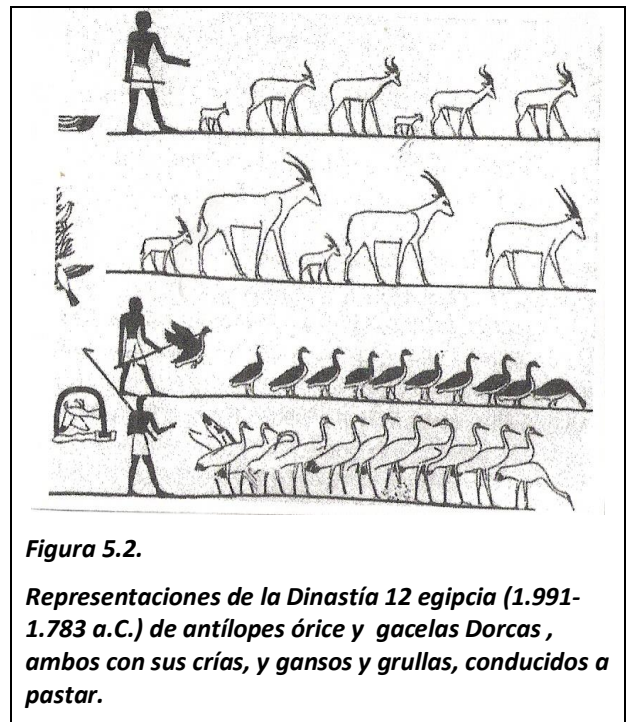 Figura 5.2.
Representaciones de la Dinastía 12 egipcia (1.991-
1.783 a.C.) de antílopes órice y gacelas Dorcas ,
ambos con sus crías, y gansos y grullas, conducidos a
pastar.